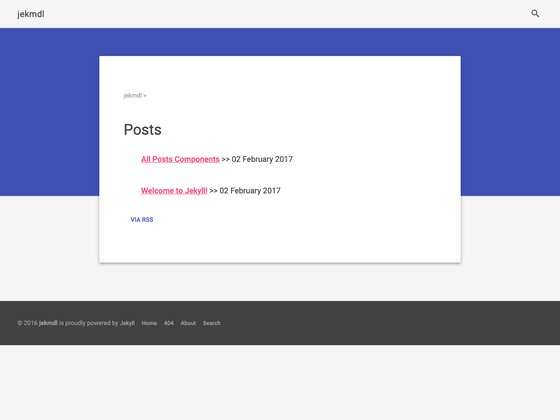 jekmdl
jekmdl >
Posts
All Posts Components >> 02 February 2017
Welcome to Jekyll! >> 02 February 2017
VIA RSS
© 2016 jekmdl is proudly powered by Jekyll Home 404 About Search